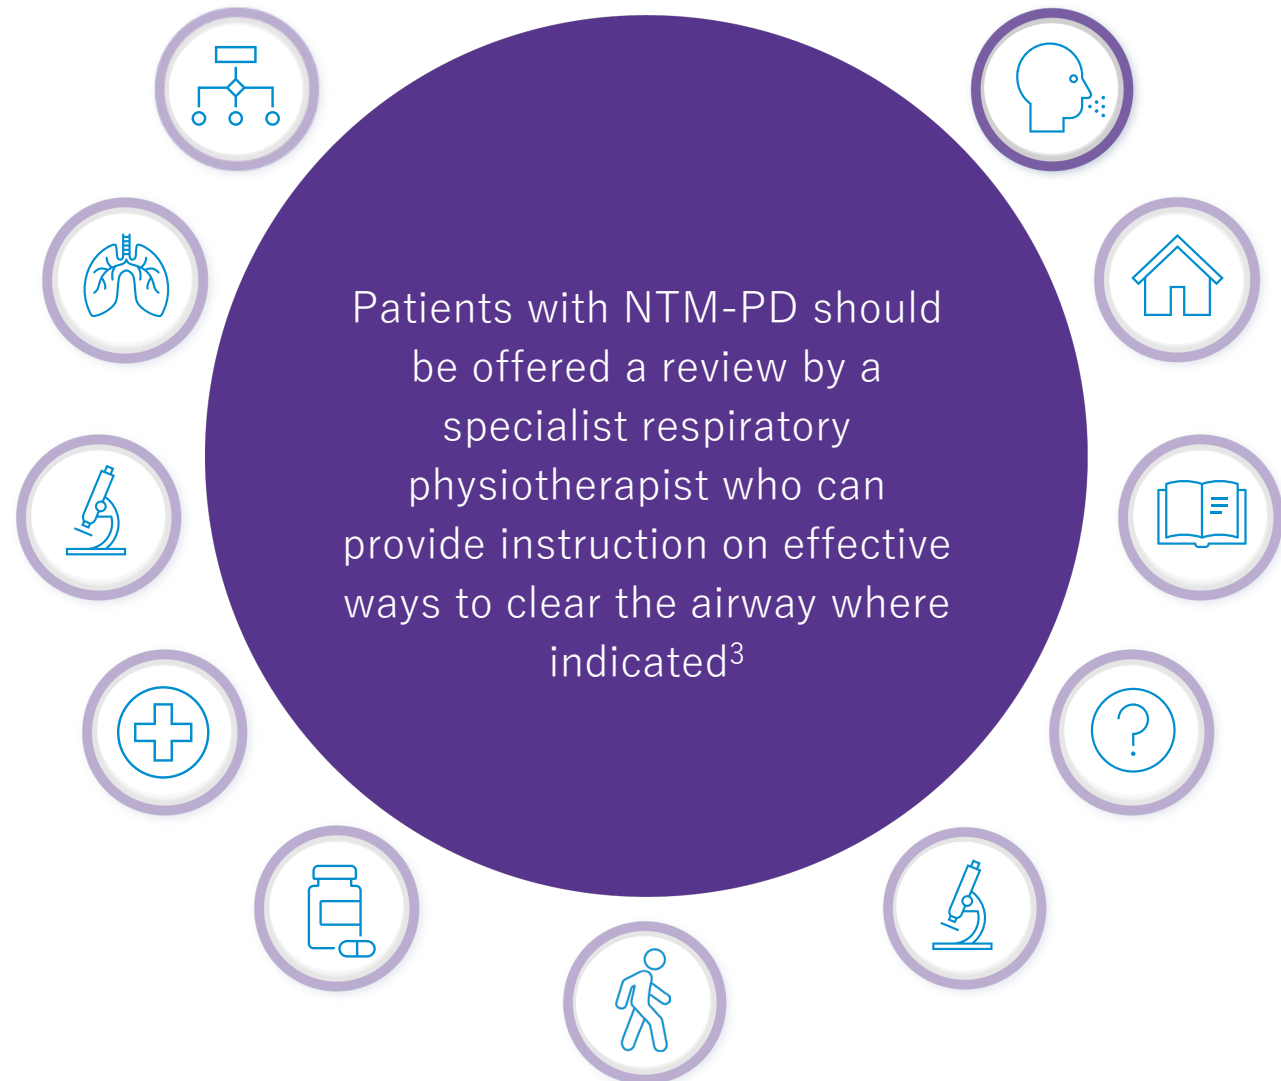 Patients with NTM-PD should
be offered a review by a
specialist respiratory
physiotherapist who can
provide instruction on effective
ways to clear the airway where
indicated³